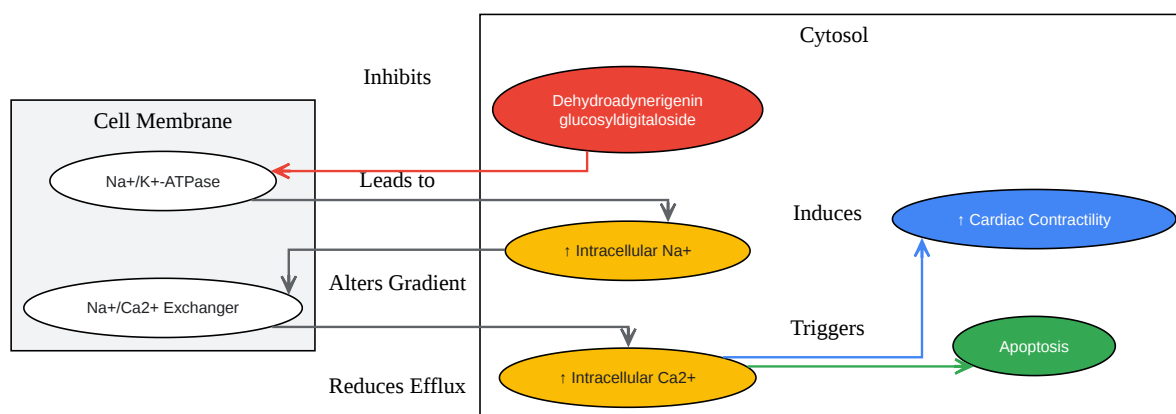 Cytosol
Inhibits
Dehydroadynerigenin
glucosyldigitaloside
Cell Membrane
Na+/K+-ATPase
Leads to
Induces
↑ Cardiac Contractility
↑ Intracellular Na+
Alters Gradient
Na+/Ca2+ Exchanger
Triggers
Apoptosis
↑ Intracellular Ca2+
Reduces Efflux